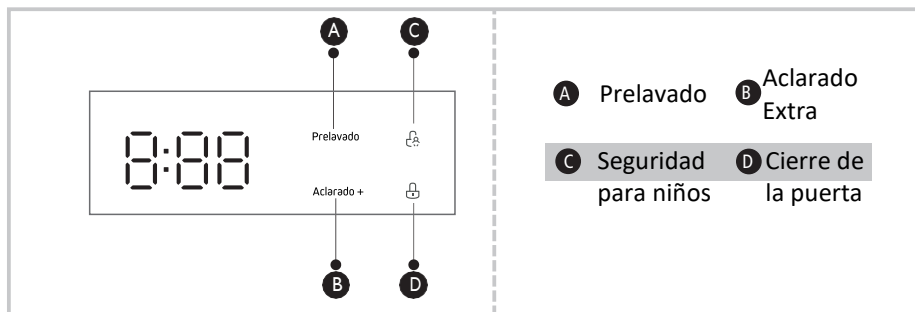 A C
Prelavado
8:88
Aclarado +
B D
A Prelavado B Aclarado
Extra
C Seguridad D Cierre de
para niños la puerta